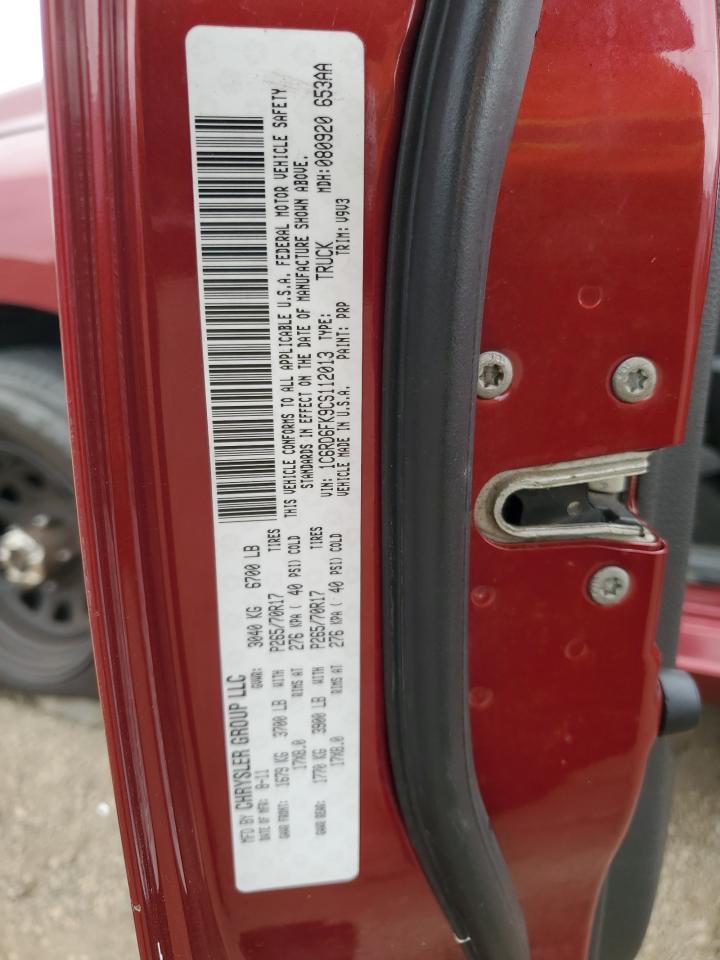 MFD BY CHRYSLER GROUP LLC
DATE OF MFR: 8-11 GVWR: 3040 KG 6700 LB
GAWR FRONT: 1679 KG 3700 LB WITH P265/70R17 TIRES
17X8.0 RIMS AT 276 KPA ( 40 PSI) COLD
GAWR REAR: 1770 KG 3900 LB WITH P265/70R17 TIRES
17X8.0 RIMS AT 276 KPA ( 40 PSI) COLD
THIS VEHICLE CONFORMS TO ALL APPLICABLE U.S.A. FEDERAL MOTOR VEHICLE SAFETY
STANDARDS IN EFFECT ON THE DATE OF MANUFACTURE SHOWN ABOVE.
VIN: 1C6RD6FK9CS112013 TYPE: TRUCK MDH:080920 653AA
VEHICLE MADE IN U.S.A. PAINT: PRP TRIM: V9V3